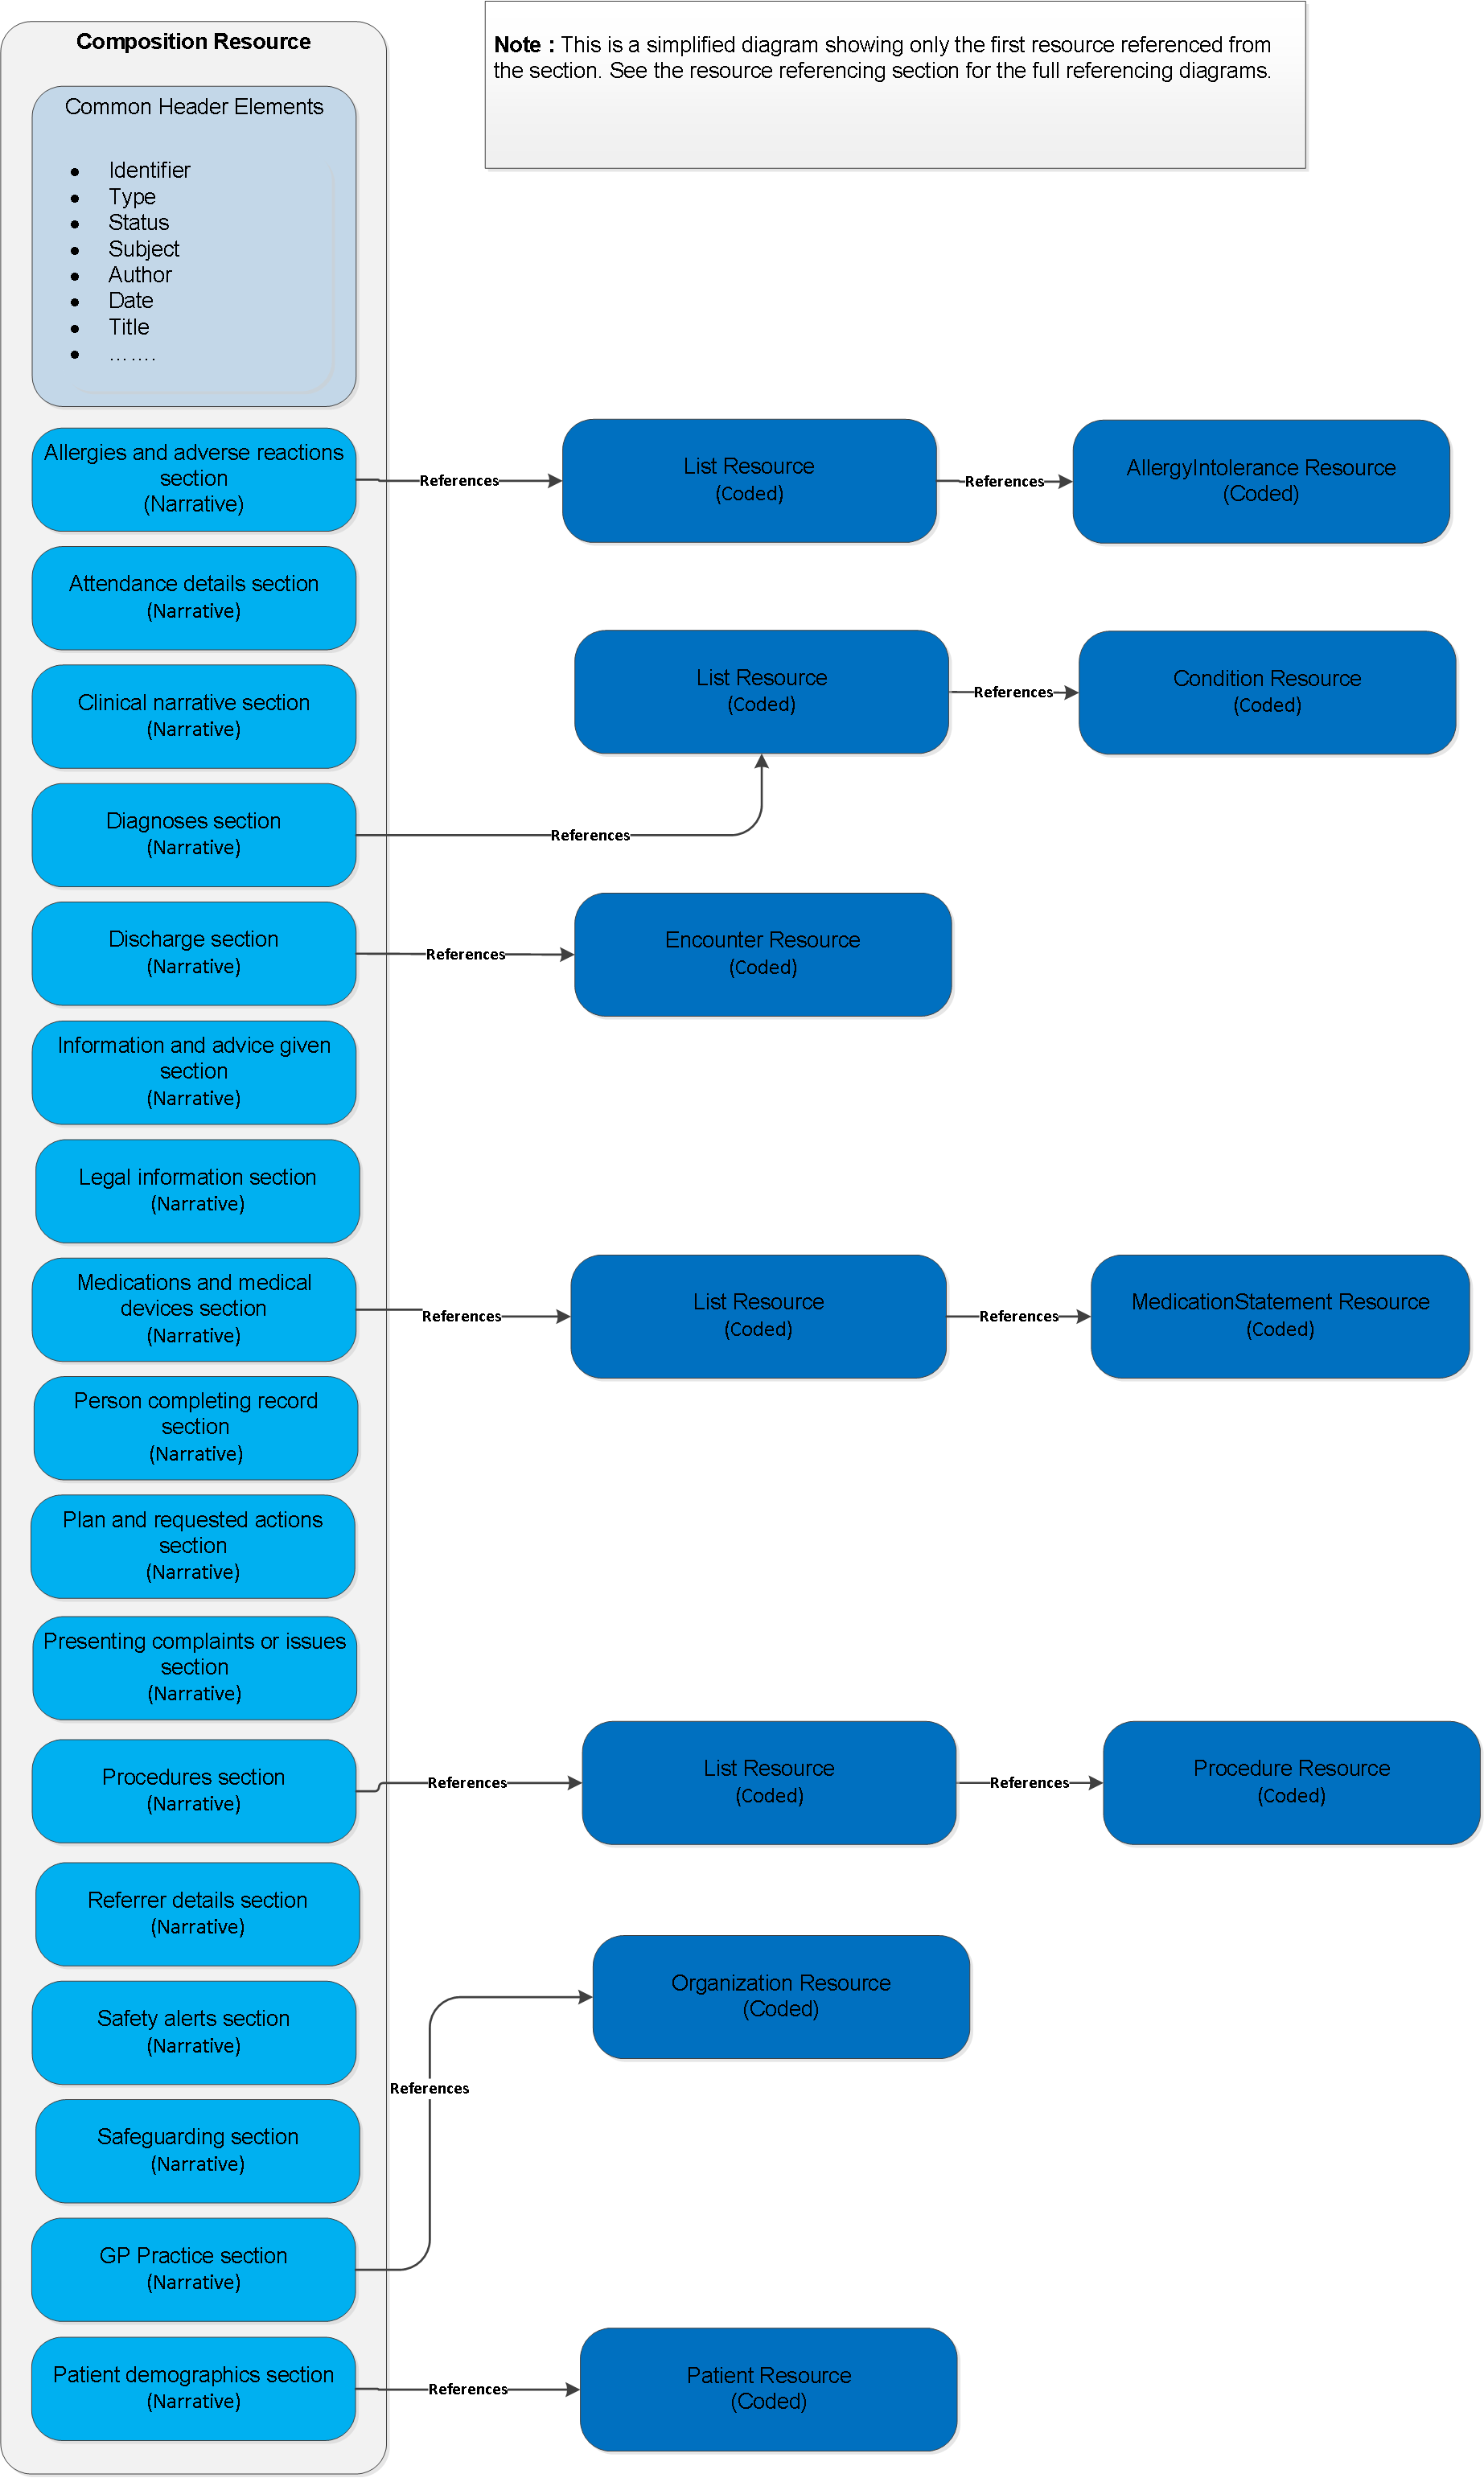 Composition Resource
Note : This is a simplified diagram showing only the first resource referenced from
the section. See the resource referencing section for the full referencing diagrams.
Common Header Elements
● Identifier
● Type
● Status
● Subject
● Author
● Date
● Title
● …….
Allergies and adverse reactions
section
(Narrative)
References
List Resource
(Coded)
References
AllergyIntolerance Resource
(Coded)
Attendance details section
(Narrative)
Clinical narrative section
(Narrative)
List Resource
(Coded)
References
Condition Resource
(Coded)
Diagnoses section
(Narrative)
References
Discharge section
(Narrative)
References
Encounter Resource
(Coded)
Information and advice given
section
(Narrative)
Legal information section
(Narrative)
Medications and medical
devices section
(Narrative)
References
List Resource
(Coded)
References
MedicationStatement Resource
(Coded)
Person completing record
section
(Narrative)
Plan and requested actions
section
(Narrative)
Presenting complaints or issues
section
(Narrative)
Procedures section
(Narrative)
References
List Resource
(Coded)
References
Procedure Resource
(Coded)
Referrer details section
(Narrative)
Organization Resource
(Coded)
Safety alerts section
(Narrative)
References
Safeguarding section
(Narrative)
GP Practice section
(Narrative)
Patient demographics section
(Narrative)
References
Patient Resource
(Coded)